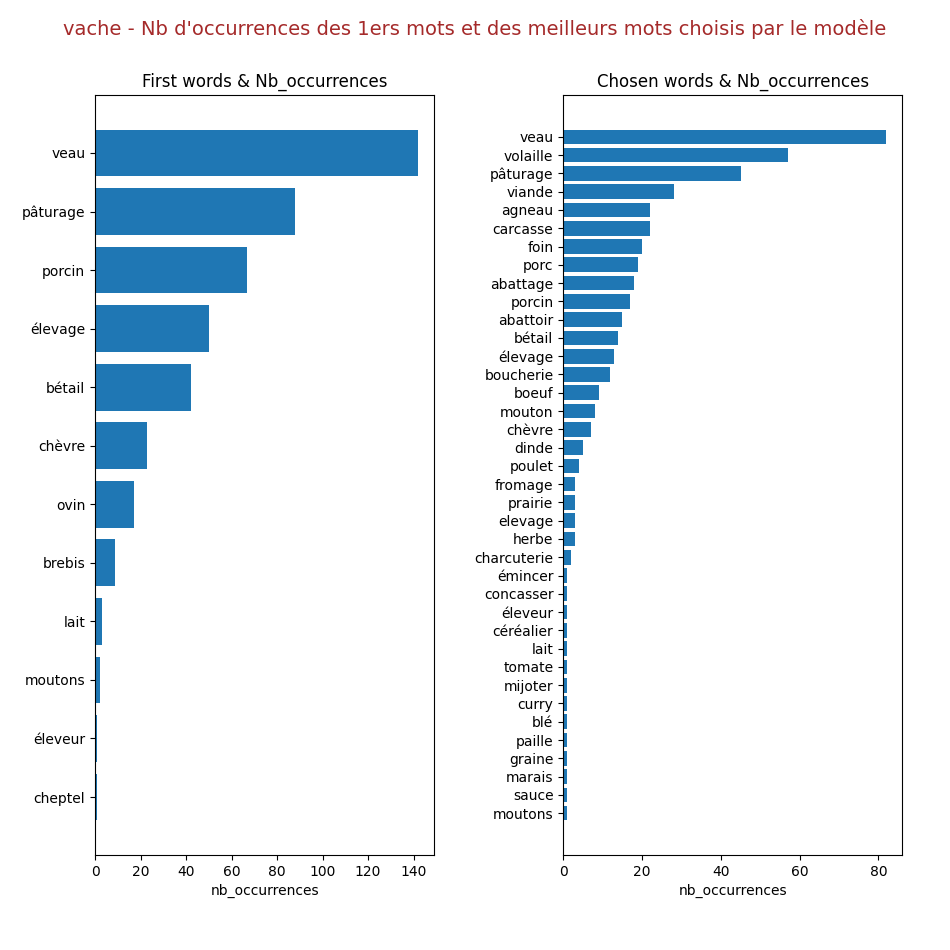 vache - Nb d'occurrences des 1ers mots et des meilleurs mots choisis par le modèle
First words & Nb_occurrences
veau
pâturage
porcin
élevage
bétail
chèvre
ovin
brebis
lait
moutons
éleveur
cheptel
0 20 40 60 80 100 120 140
nb_occurrences
Chosen words & Nb_occurrences
veau
volaille
pâturage
viande
agneau
carcasse
foin
porc
abattage
porcin
abattoir
bétail
élevage
boucherie
boeuf
mouton
chèvre
dinde
poulet
fromage
prairie
elevage
herbe
charcuterie
émincer
concasser
éleveur
céréalier
lait
tomate
mijoter
curry
blé
paille
graine
marais
sauce
moutons
0 20 40 60 80
nb_occurrences